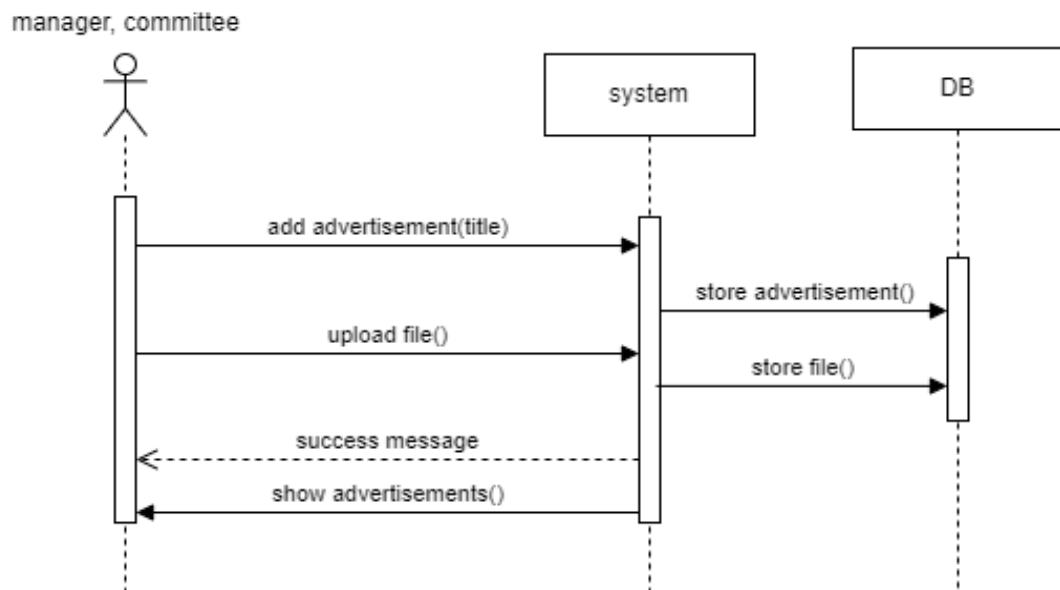 manager, committee
system
DB
add advertisement(title)
store advertisement()
upload file()
store file()
success message
show advertisements()